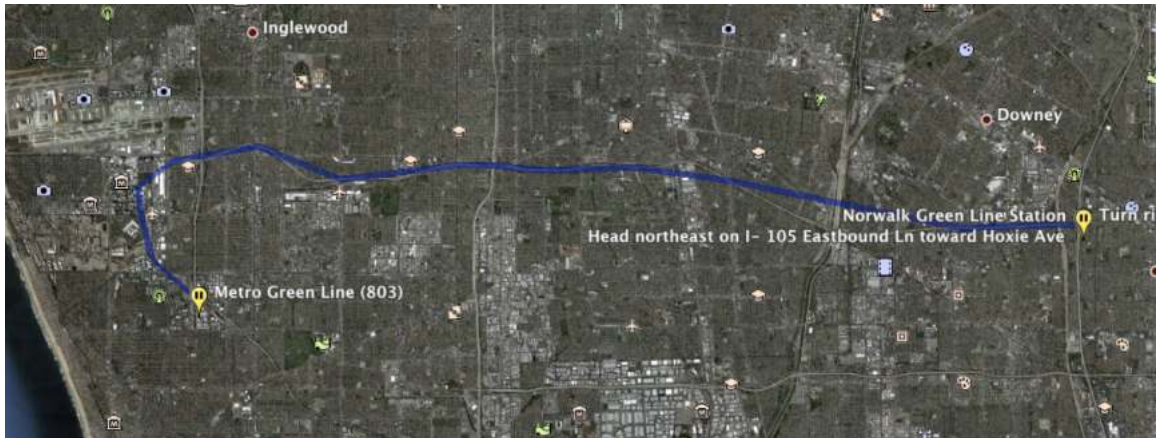 Inglewood
Downey
Norwalk Green Line Station
Turn ri
Head northeast on I- 105 Eastbound Ln toward Hoxie Ave
Metro Green Line (803)